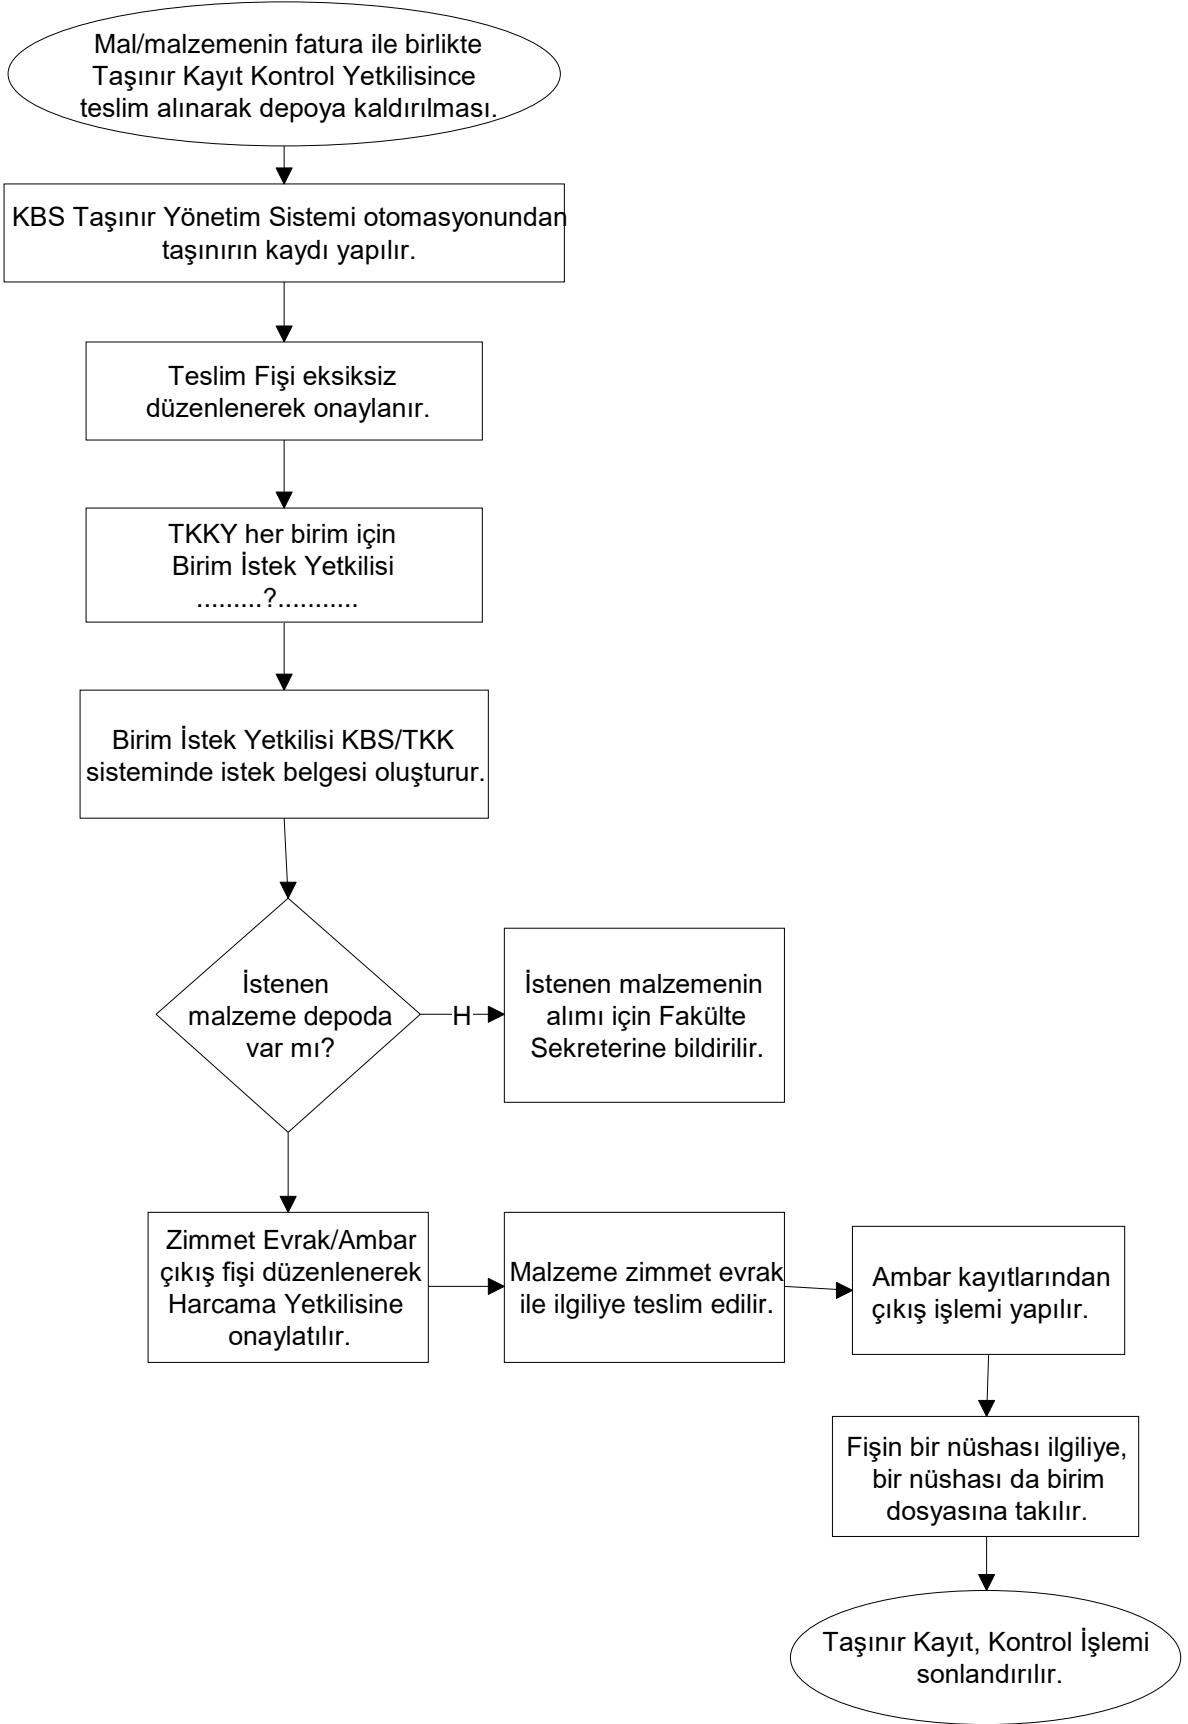 Mal/malzemenin fatura ile birlikte
Taşınır Kayıt Kontrol Yetkilisince
teslim alınarak depoya kaldırılması.
KBS Taşınır Yönetim Sistemi otomasyonundan
taşınırın kaydı yapılır.
Teslim Fişi eksiksiz
düzenlenerek onaylanır.
TKKY her birim için
Birim İstek Yetkilisi
.........?...........
Birim İstek Yetkilisi KBS/TKK
sisteminde istek belgesi oluşturur.
İstenen
malzeme depoda
var mı?
H
İstenen malzemenin
alımı için Fakülte
Sekreterine bildirilir.
Zimmet Evrak/Ambar
çıkış fişi düzenlenerek
Harcama Yetkilisine
onaylatılır.
Malzeme zimmet evrak
ile ilgiliye teslim edilir.
Ambar kayıtlarından
çıkış işlemi yapılır.
Fişin bir nüshası ilgiliye,
bir nüshası da birim
dosyasına takılır.
Taşınır Kayıt, Kontrol İşlemi
sonlandırılır.